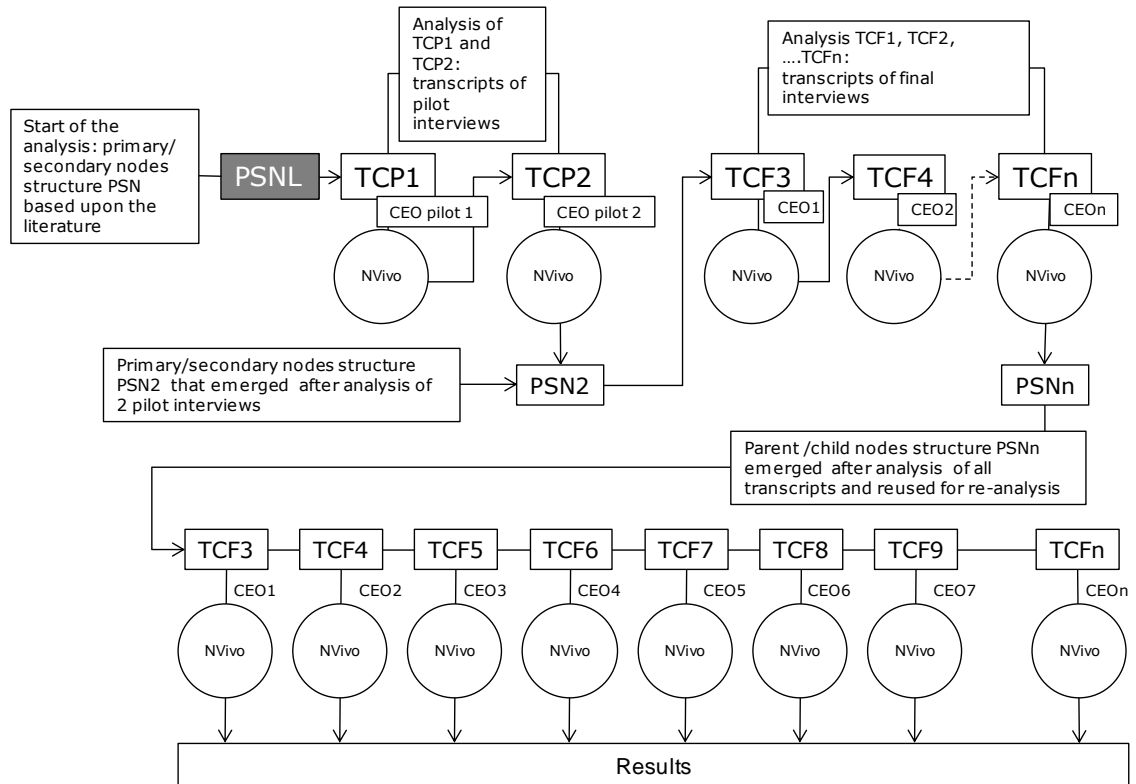 Analysis of
TCP1 and
TCP2:
transcripts of
pilot
interviews
Analysis TCF1, TCF2,
....TCFn:
transcripts of final
interviews
Start of the
analysis: primary/
secondary nodes
structure PSN
based upon the
literature
PSNL
TCP1
TCP2
TCF3
TCF4
TCFn
CEO pilot 1
CEO pilot 2
CEO1
CEO2
CEOn
NVivo
NVivo
NVivo
NVivo
NVivo
Primary/secondary nodes structure
PSN2 that emerged after analysis of
2 pilot interviews
PSN2
PSNn
Parent /child nodes structure PSNn
emerged after analysis of all
transcripts and reused for re-analysis
TCF3
TCF4
TCF5
TCF6
TCF7
TCF8
TCF9
TCFn
CEO1
CEO2
CEO3
CEO4
CEO5
CEO6
CEO7
CEOn
NVivo
NVivo
NVivo
NVivo
NVivo
NVivo
NVivo
NVivo
Results